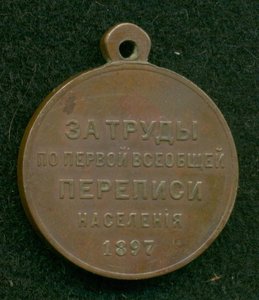 ЗА ТРУДЫ
ПО ПЕРВОЙ ВСЕОБЩЕЙ
ПЕРЕПИСИ
НАСЕЛЕНІЯ
1897